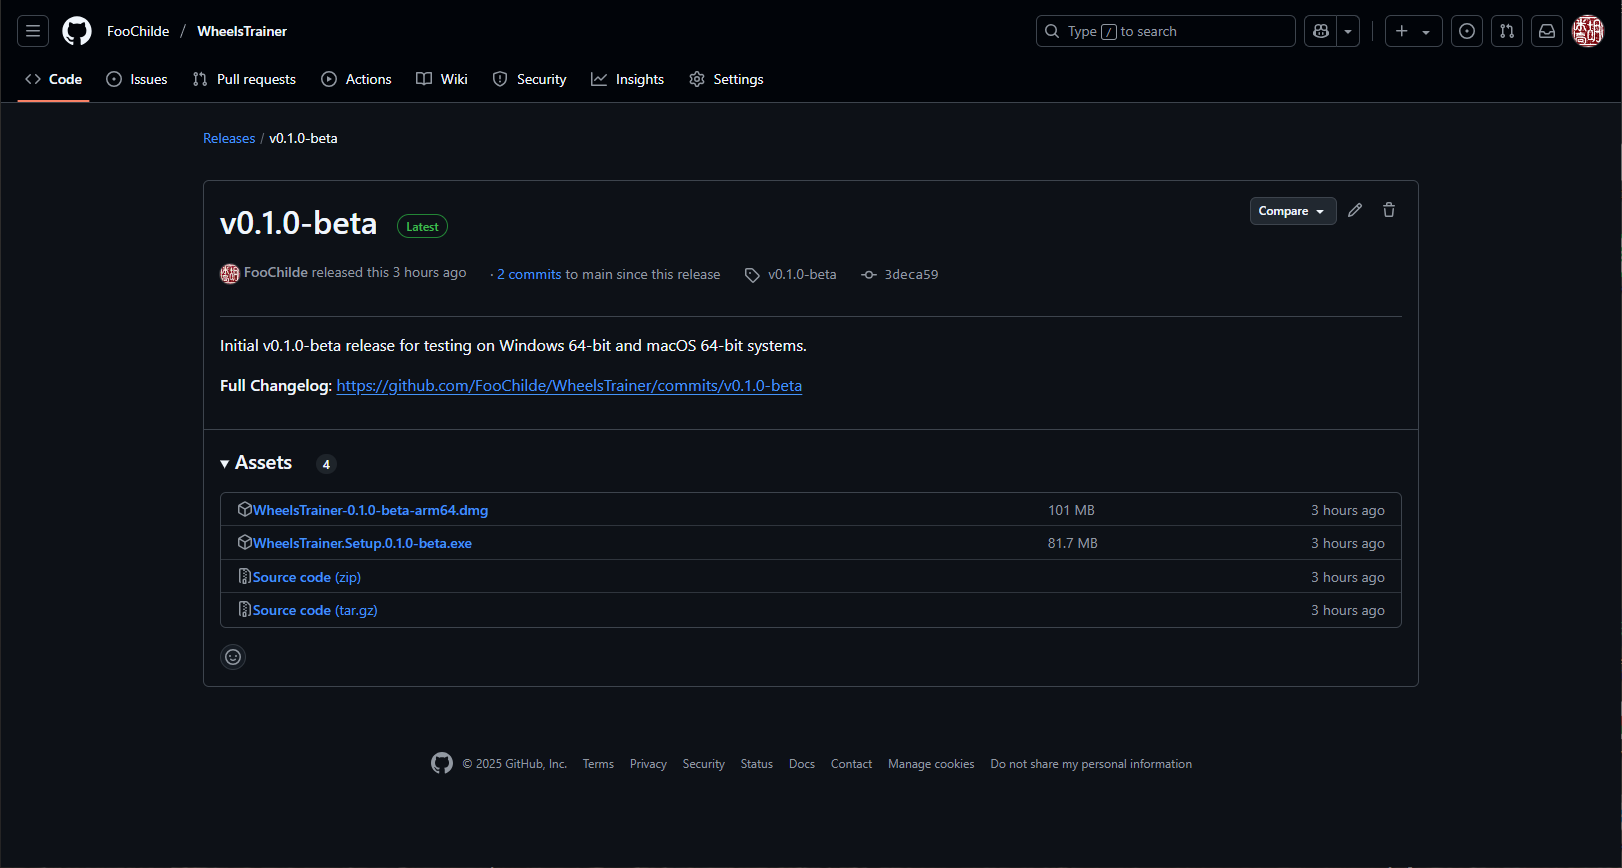 FooChilde / WheelsTrainer
Type / to search
Code Issues Pull requests Actions Wiki Security Insights Settings
Releases / v0.1.0-beta
v0.1.0-beta Latest
Compare
FooChilde released this 3 hours ago · 2 commits to main since this release v0.1.0-beta 3deca59
Initial v0.1.0-beta release for testing on Windows 64-bit and macOS 64-bit systems.
Full Changelog: https://github.com/FooChilde/WheelsTrainer/commits/v0.1.0-beta
Assets 4
WheelsTrainer-0.1.0-beta-arm64.dmg 101 MB 3 hours ago
WheelsTrainer.Setup.0.1.0-beta.exe 81.7 MB 3 hours ago
Source code (zip) 3 hours ago
Source code (tar.gz) 3 hours ago
© 2025 GitHub, Inc. Terms Privacy Security Status Docs Contact Manage cookies Do not share my personal information